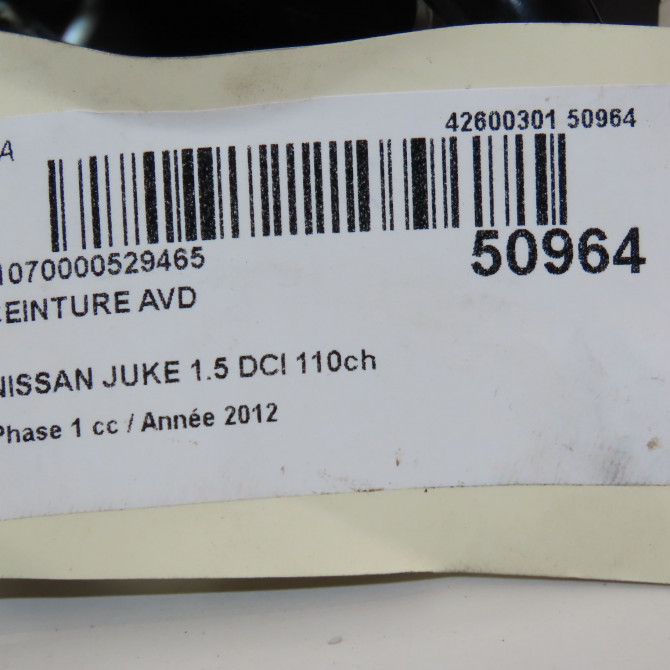 42600301 50964
A
1070000529465
50964
CEINTURE AVD
NISSAN JUKE 1.5 DCI 110ch
Phase 1 cc / Année 2012